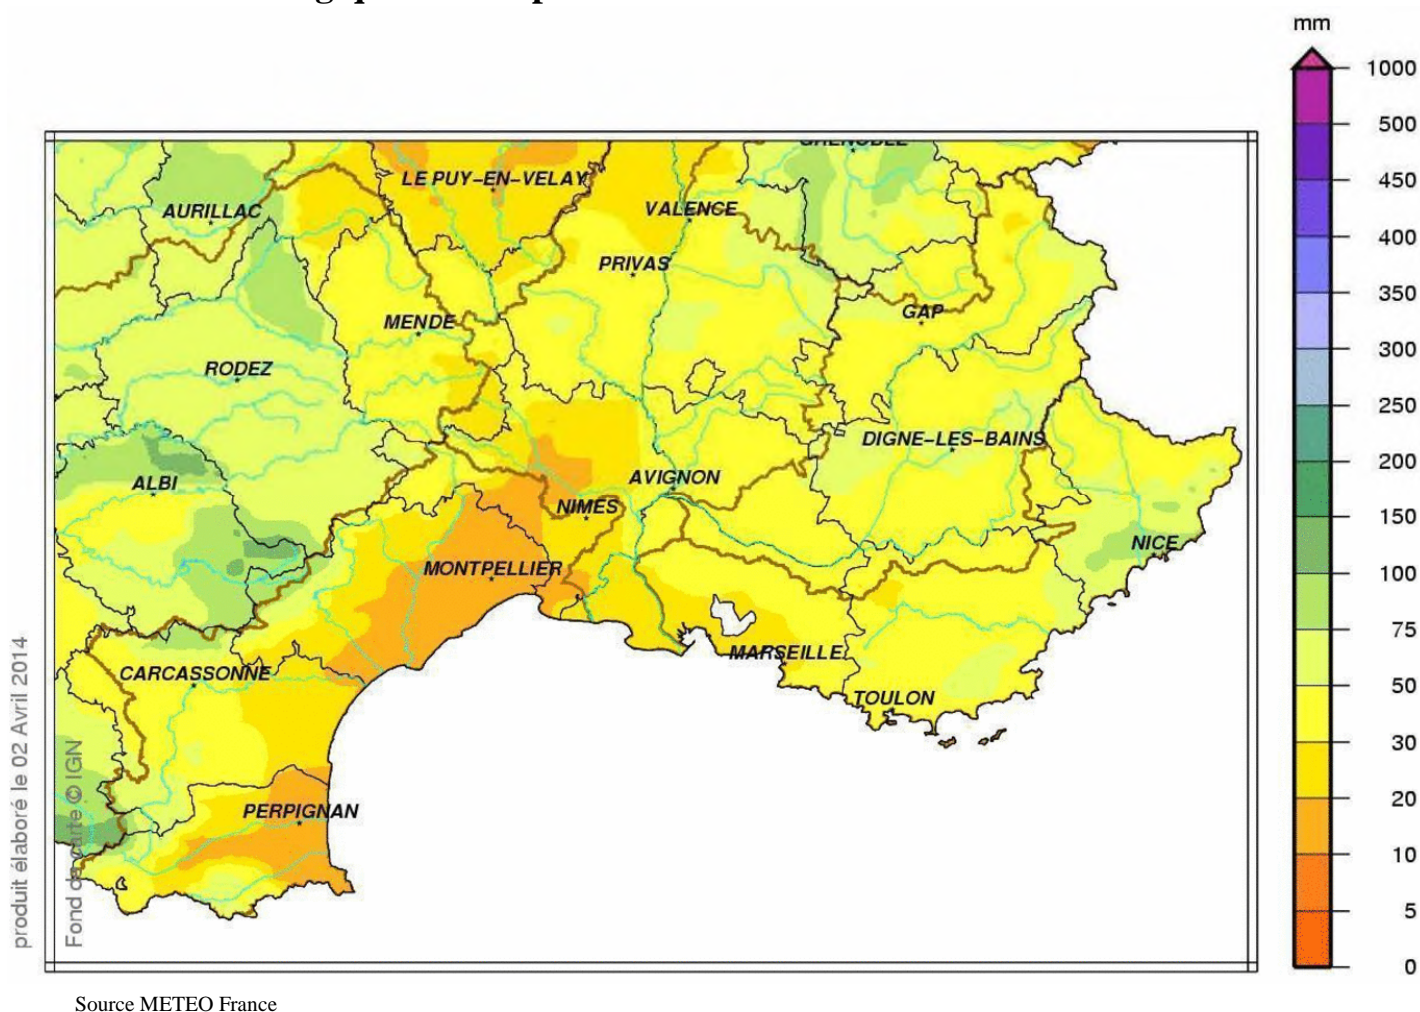 mm
1000
500
450
400
350
300
250
200
150
100
75
50
30
20
10
5
0
GRENOBLE
LE PUY-EN-VELAY
AURILLAC
VALENCE
PRIVAS
GAP
MENDE
RODEZ
DIGNE-LES-BAINS
ALBI
AVIGNON
NIMES
NICE
MONTPELLIER
CARCASSONNE
MARSEILLE
TOULON
PERPIGNAN
produit élaboré le 02 Avril 2014
Fond de carte © IGN
Source METEO France